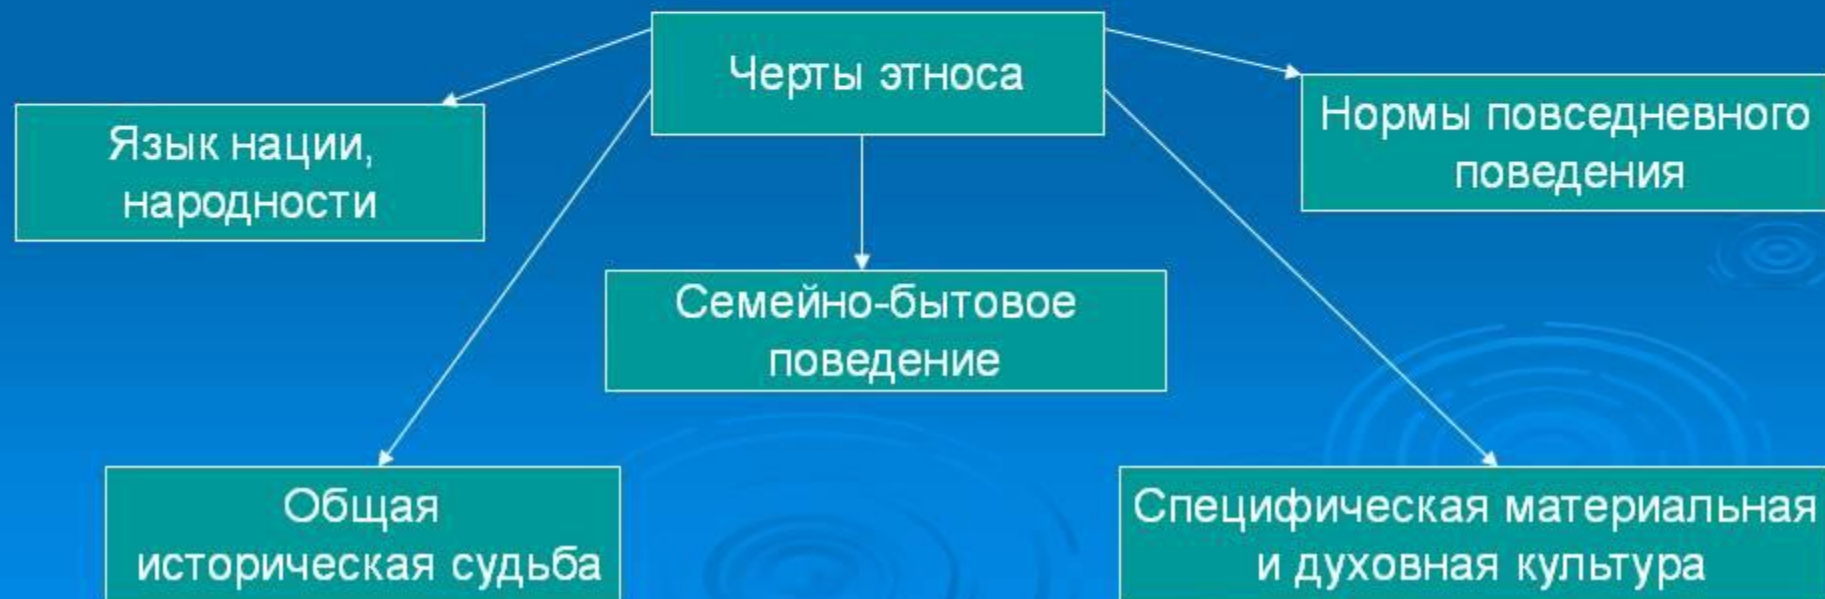 Черты этноса
Язык нации,
народности
Нормы повседневного
поведения
Семейно-бытовое
поведение
Общая
историческая судьба
Специфическая материальная
и духовная культура